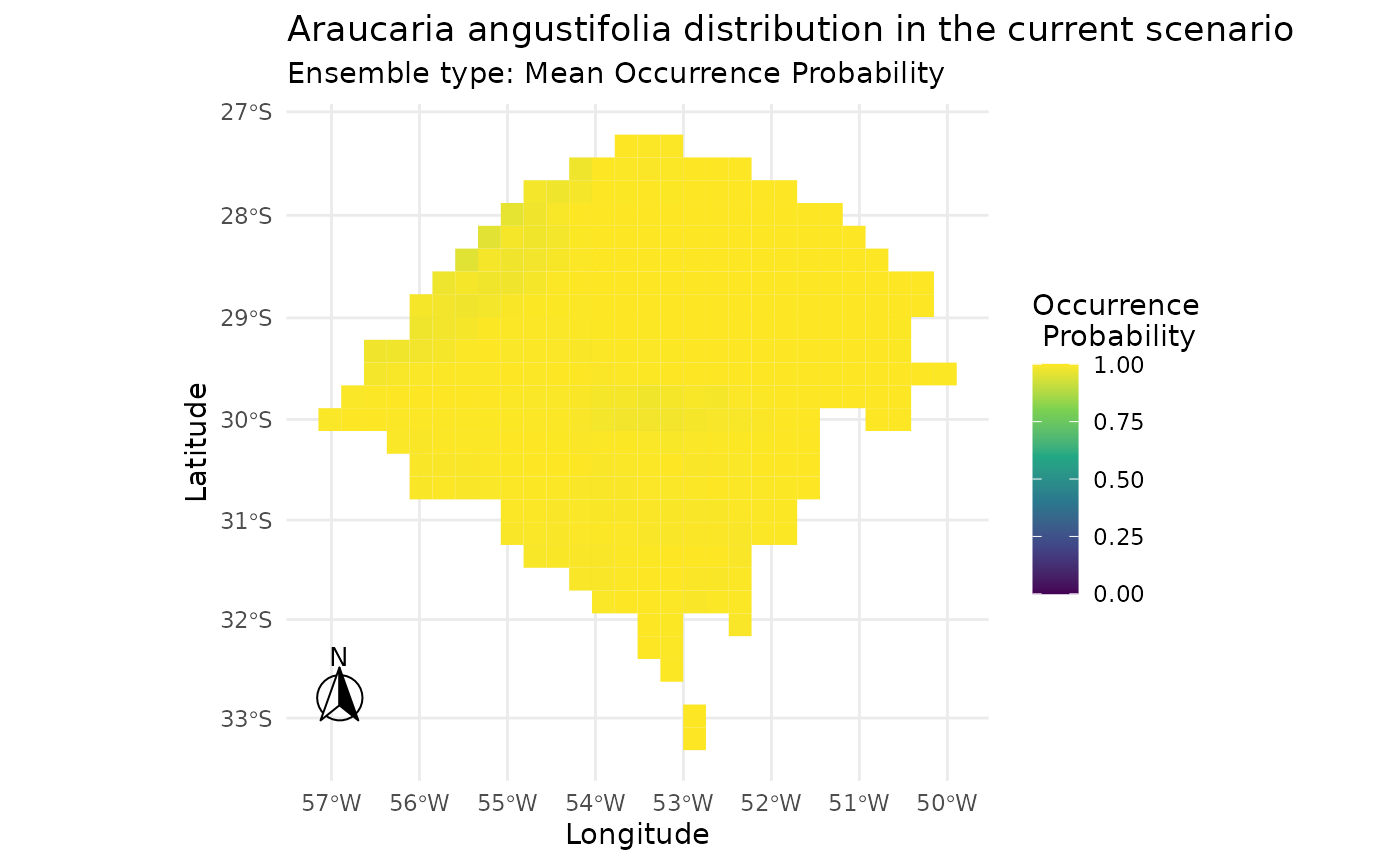 Araucaria angustifolia distribution in the current scenario
Ensemble type: Mean Occurrence Probability
27°S
28°S
29°S
30°S
31°S
32°S
33°S
Latitude
N
57°W 56°W 55°W 54°W 53°W 52°W 51°W 50°W
Longitude
Occurrence
Probability
1.00
0.75
0.50
0.25
0.00